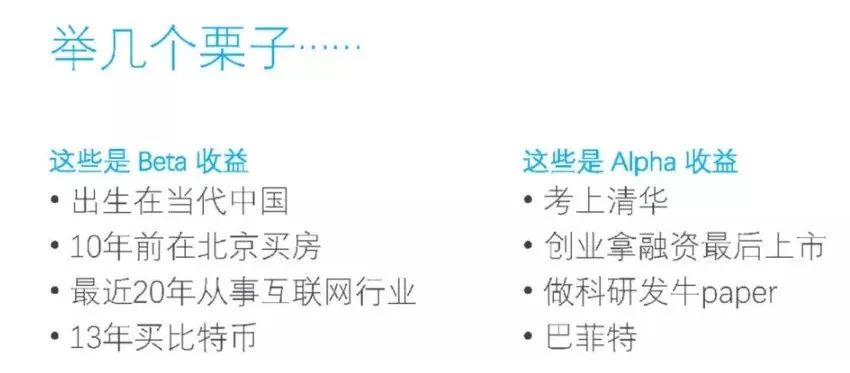 举几个栗子……
这些是 Beta 收益
• 出生在当代中国
• 10年前在北京买房
• 最近20年从事互联网行业
• 13年买比特币
这些是 Alpha 收益
• 考上清华
• 创业拿融资最后上市
• 做科研发牛paper
• 巴菲特